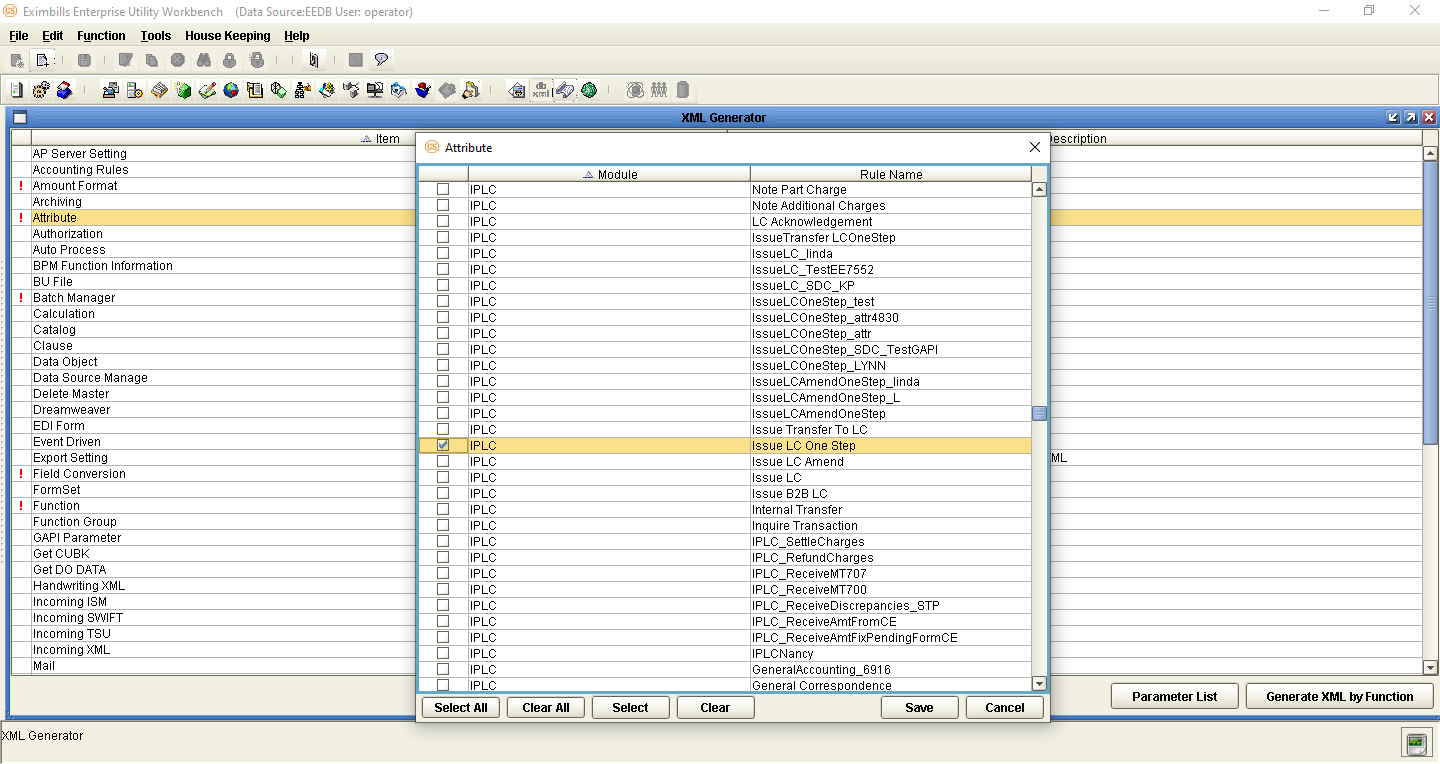 CS Eximbills Enterprise Utility Workbench (Data Source:EEDB User: operator)
File Edit Function Tools House Keeping Help
XML Generator
Item
Description
AP Server Setting
Accounting Rules
! Amount Format
Archiving
! Attribute
Authorization
Auto Process
BPM Function Information
BU File
! Batch Manager
Calculation
Catalog
Clause
Data Object
Data Source Manage
Delete Master
Dreamweaver
EDI Form
Event Driven
Export Setting
ML
! Field Conversion
FormSet
! Function
Function Group
GAPI Parameter
Get CUBK
Get DO DATA
Handwriting XML
Incoming ISM
Incoming SWIFT
Incoming TSU
Incoming XML
Mail
CS Attribute
Module Rule Name
IPLC Note Part Charge
IPLC Note Additional Charges
IPLC LC Acknowledgement
IPLC IssueTransfer LCOneStep
IPLC IssueLC_linda
IPLC IssueLC_TestEE7552
IPLC IssueLC_SDC_KP
IPLC IssueLCOneStep_test
IPLC IssueLCOneStep_attr4830
IPLC IssueLCOneStep_attr
IPLC IssueLCOneStep_SDC_TestGAPI
IPLC IssueLCOneStep_LYNN
IPLC IssueLCAmendOneStep_linda
IPLC IssueLCAmendOneStep_L
IPLC IssueLCAmendOneStep
IPLC Issue Transfer To LC
IPLC Issue LC One Step
IPLC Issue LC Amend
IPLC Issue LC
IPLC Issue B2B LC
IPLC Internal Transfer
IPLC Inquire Transaction
IPLC IPLC_SettleCharges
IPLC IPLC_RefundCharges
IPLC IPLC_ReceiveMT707
IPLC IPLC_ReceiveMT700
IPLC IPLC_ReceiveDiscrepancies_STP
IPLC IPLC_ReceiveAmtFromCE
IPLC IPLC_ReceiveAmtFixPendingFormCE
IPLC IPLCNancy
IPLC GeneralAccounting_6916
IPLC General Correspondence
Select All Clear All Select Clear Save Cancel
Parameter List Generate XML by Function
XML Generator